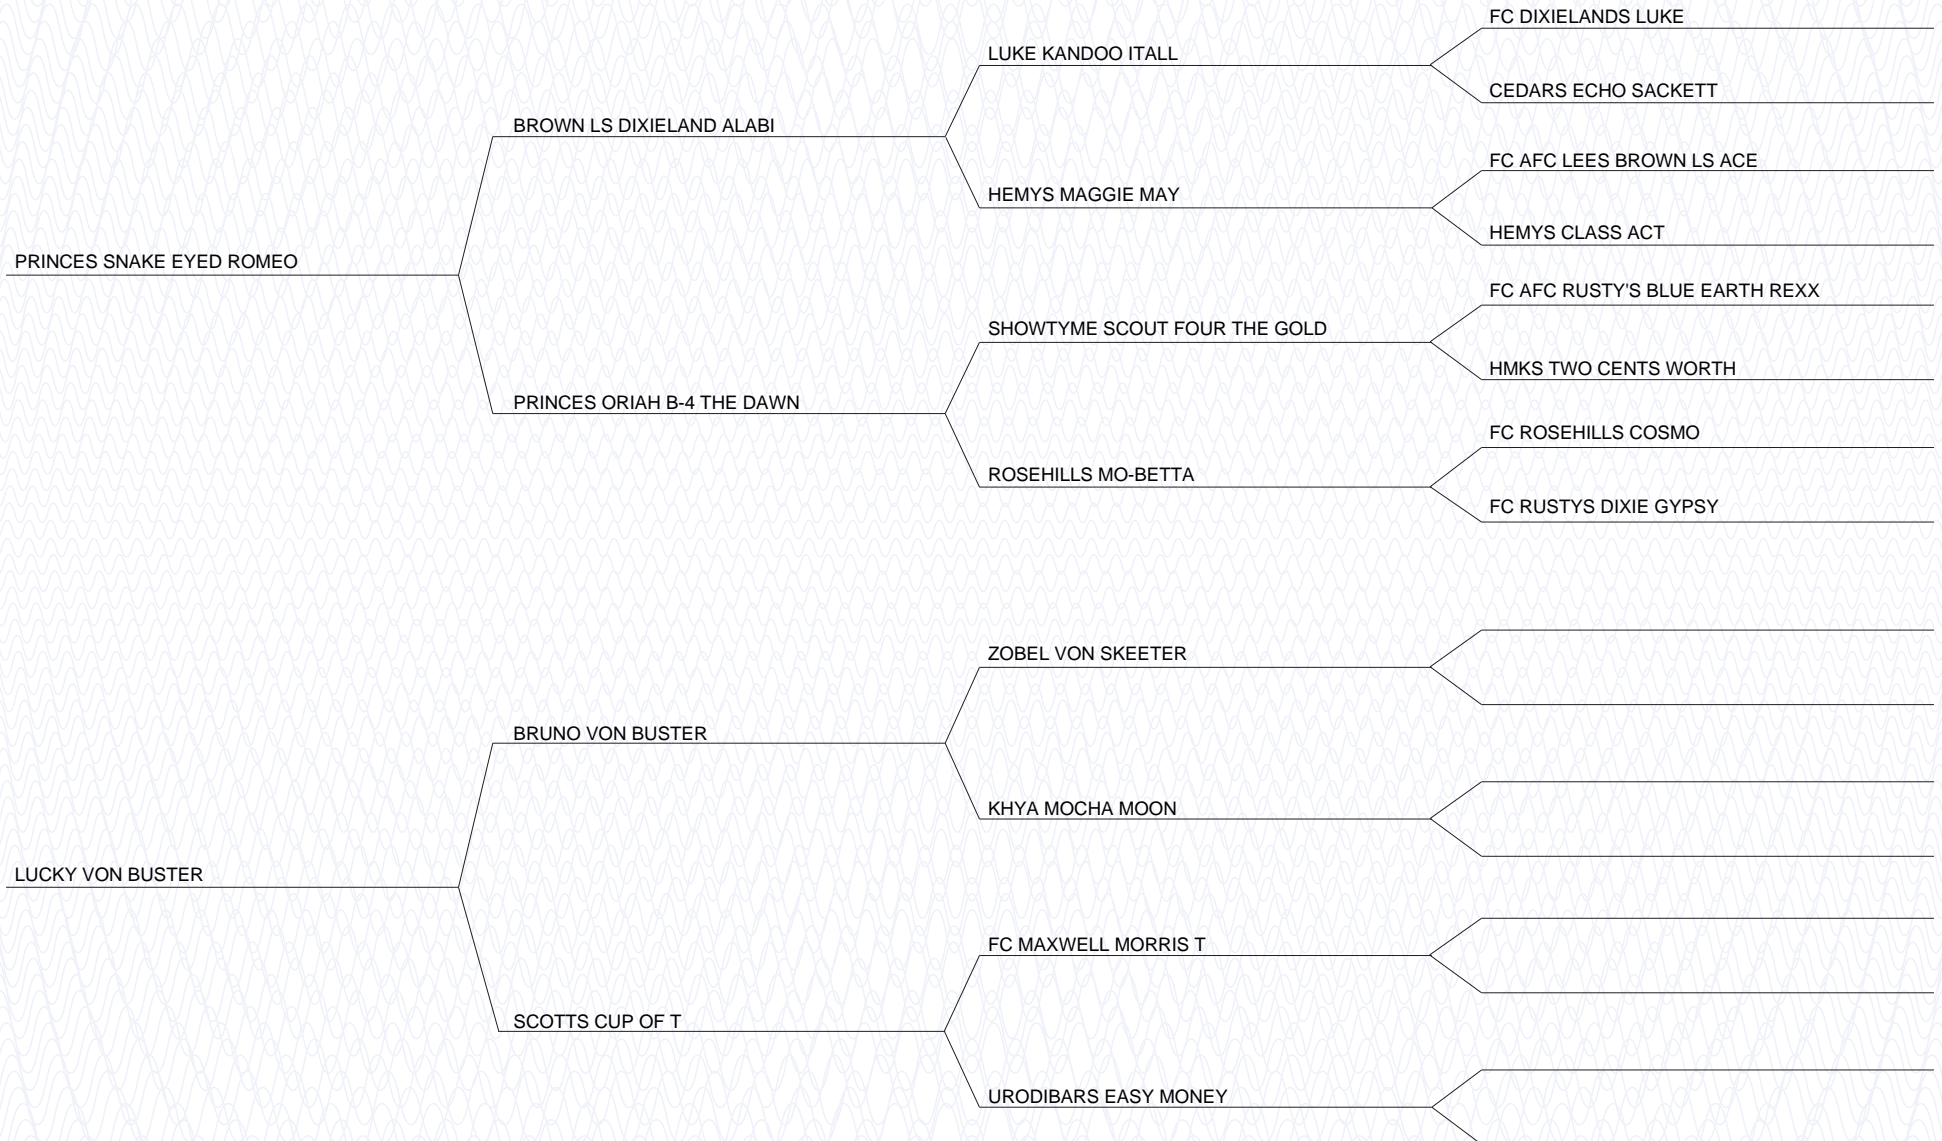 FC DIXIELANDS LUKE
LUKE KANDOO ITALL
CEDARS ECHO SACKETT
BROWN LS DIXIELAND ALABI
FC AFC LEES BROWN LS ACE
HEMYS MAGGIE MAY
HEMYS CLASS ACT
PRINCES SNAKE EYED ROMEO
FC AFC RUSTY'S BLUE EARTH REXX
SHOWTYME SCOUT FOUR THE GOLD
HMKS TWO CENTS WORTH
PRINCES ORIAH B-4 THE DAWN
FC ROSEHILLS COSMO
ROSEHILLS MO-BETTA
FC RUSTYS DIXIE GYPSY
ZOBEL VON SKEETER
BRUNO VON BUSTER
KHYA MOCHA MOON
LUCKY VON BUSTER
FC MAXWELL MORRIS T
SCOTTS CUP OF T
URODIBARS EASY MONEY